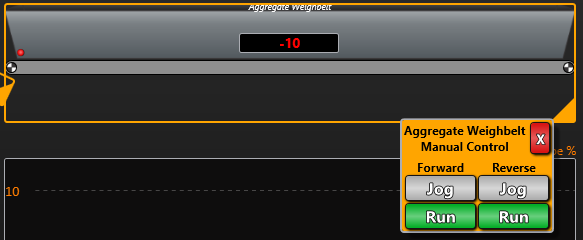 Aggregate Weighbelt
-10
Aggregate Weighbelt
Manual Control
X
%
Forward Reverse
Jog Jog
10
Run Run